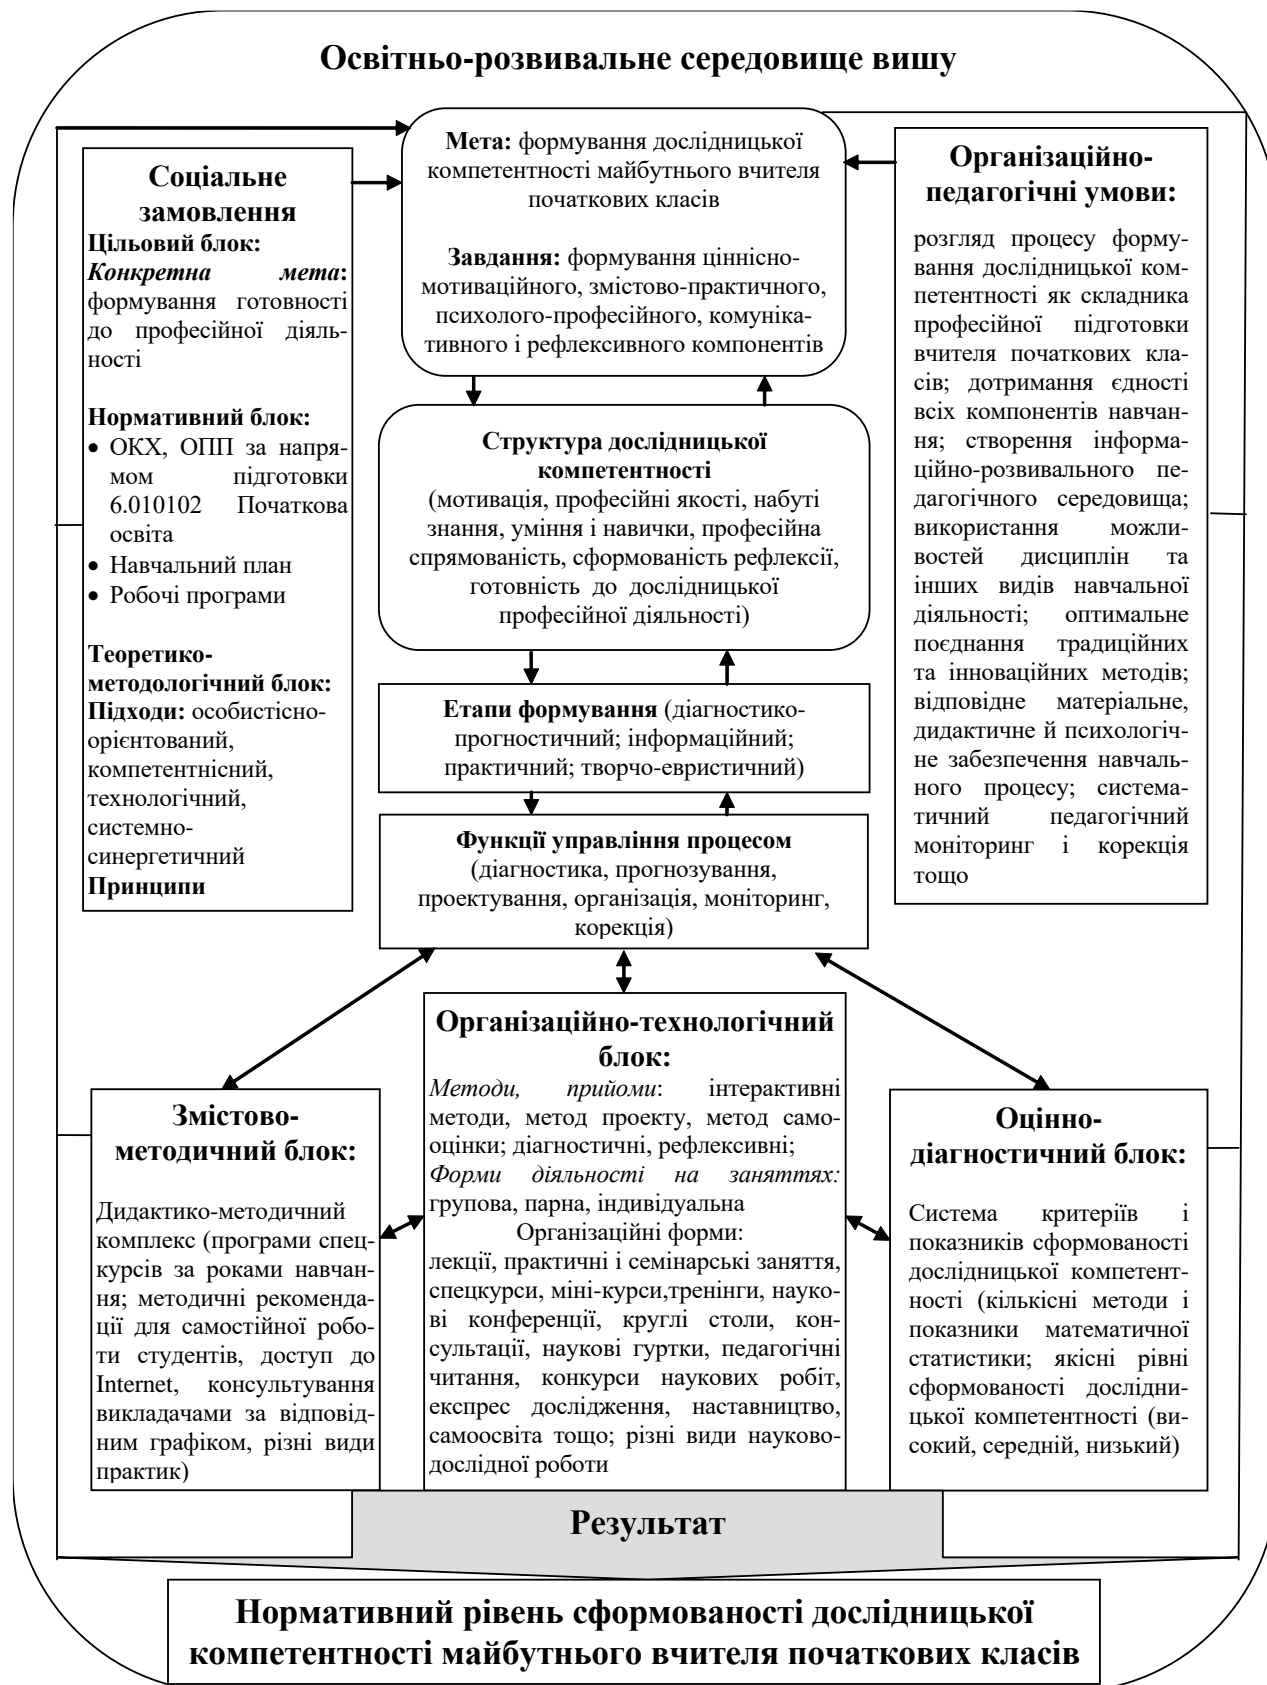 Освітньо-розвивальне середовище вишу
Мета: формування дослідницької
компетентності майбутнього вчителя
початкових класів
Завдання: формування ціннісно-
мотиваційного, змістово-практичного,
психолого-професійного, комуніка-
тивного і рефлексивного компонентів
Соціальне
замовлення
Цільовий блок:
Конкретна мета:
формування готовності
до професійної діяль-
ності
Нормативний блок:
• ОКХ, ОПП за напря-
мом підготовки
6.010102 Початкова
освіта
• Навчальний план
• Робочі програми
Теоретико-
методологічний блок:
Підходи: особистісно-
орієнтований,
компетентнісний,
технологічний,
системно-
синергетичний
Принципи
Організаційно-
педагогічні умови:
розгляд процесу форму-
вання дослідницької ком-
петентності як складника
професійної підготовки
вчителя початкових кла-
сів; дотримання єдності
всіх компонентів навчан-
ня; створення інформа-
ційно-розвивального пе-
дагогічного середовища;
використання можли-
востей дисциплін та
інших видів навчальної
діяльності; оптимальне
поєднання традиційних
та інноваційних методів;
відповідне матеріальне,
дидактичне й психологіч-
не забезпечення навчаль-
ного процесу; система-
тичний педагогічний
моніторинг і корекція
тощо
Структура дослідницької
компетентності
(мотивація, професійні якості, набуті
знання, уміння і навички, професійна
спрямованість, сформованість рефлексії,
готовність до дослідницької
професійної діяльності)
Етапи формування (діагностико-
прогностичний; інформаційний;
практичний; творчо-евристичний)
Функції управління процесом
(діагностика, прогнозування,
проектування, організація, моніторинг,
корекція)
Змістово-
методичний блок:
Дидактико-методичний
комплекс (програми спец-
курсів за роками навчан-
ня; методичні рекоменда-
ції для самостійної робо-
ти студентів, доступ до
Internet, консультування
викладачами за відповід-
ним графіком, різні види
практик)
Організаційно-технологічний
блок:
Методи, прийоми: інтерактивні
методи, метод проекту, метод само-
оцінки; діагностичні, рефлексивні;
Форми діяльності на заняттях:
групова, парна, індивідуальна
Організаційні форми:
лекції, практичні і семінарські заняття,
спецкурси, міні-курси,тренінги, науко-
ві конференції, круглі столи, кон-
сультації, наукові гуртки, педагогічні
читання, конкурси наукових робіт,
експрес дослідження, наставництво,
самоосвіта тощо; різні види науково-
дослідної роботи
Оцінно-
діагностичний блок:
Система критеріїв і
показників сформованості
дослідницької компетент-
ності (кількісні методи і
показники математичної
статистики; якісні рівні
сформованості дослідни-
цької компетентності (ви-
сокий, середній, низький)
Результат
Нормативний рівень сформованості дослідницької
компетентності майбутнього вчителя початкових класів